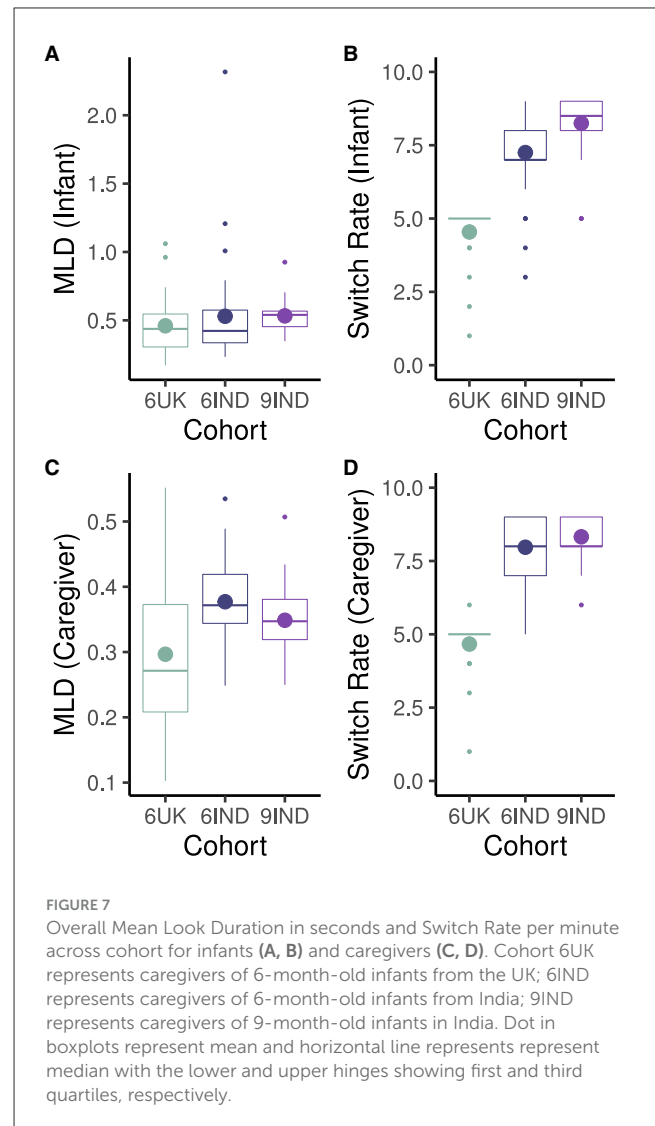 A
MLD (Infant)
2.0
1.5
1.0
0.5
6UK 6IND 9IND
Cohort
B
Switch Rate (Infant)
10.0
7.5
5.0
2.5
0.0
6UK 6IND 9IND
Cohort
C
MLD (Caregiver)
0.5
0.4
0.3
0.2
0.1
6UK 6IND 9IND
Cohort
D
Switch Rate (Caregiver)
10.0
7.5
5.0
2.5
0.0
6UK 6IND 9IND
Cohort
FIGURE 7
Overall Mean Look Duration in seconds and Switch Rate per minute
across cohort for infants (A, B) and caregivers (C, D). Cohort 6UK
represents caregivers of 6-month-old infants from the UK; 6IND
represents caregivers of 6-month-old infants from India; 9IND
represents caregivers of 9-month-old infants in India. Dot in
boxplots represent mean and horizontal line represents represent
median with the lower and upper hinges showing first and third
quartiles, respectively.